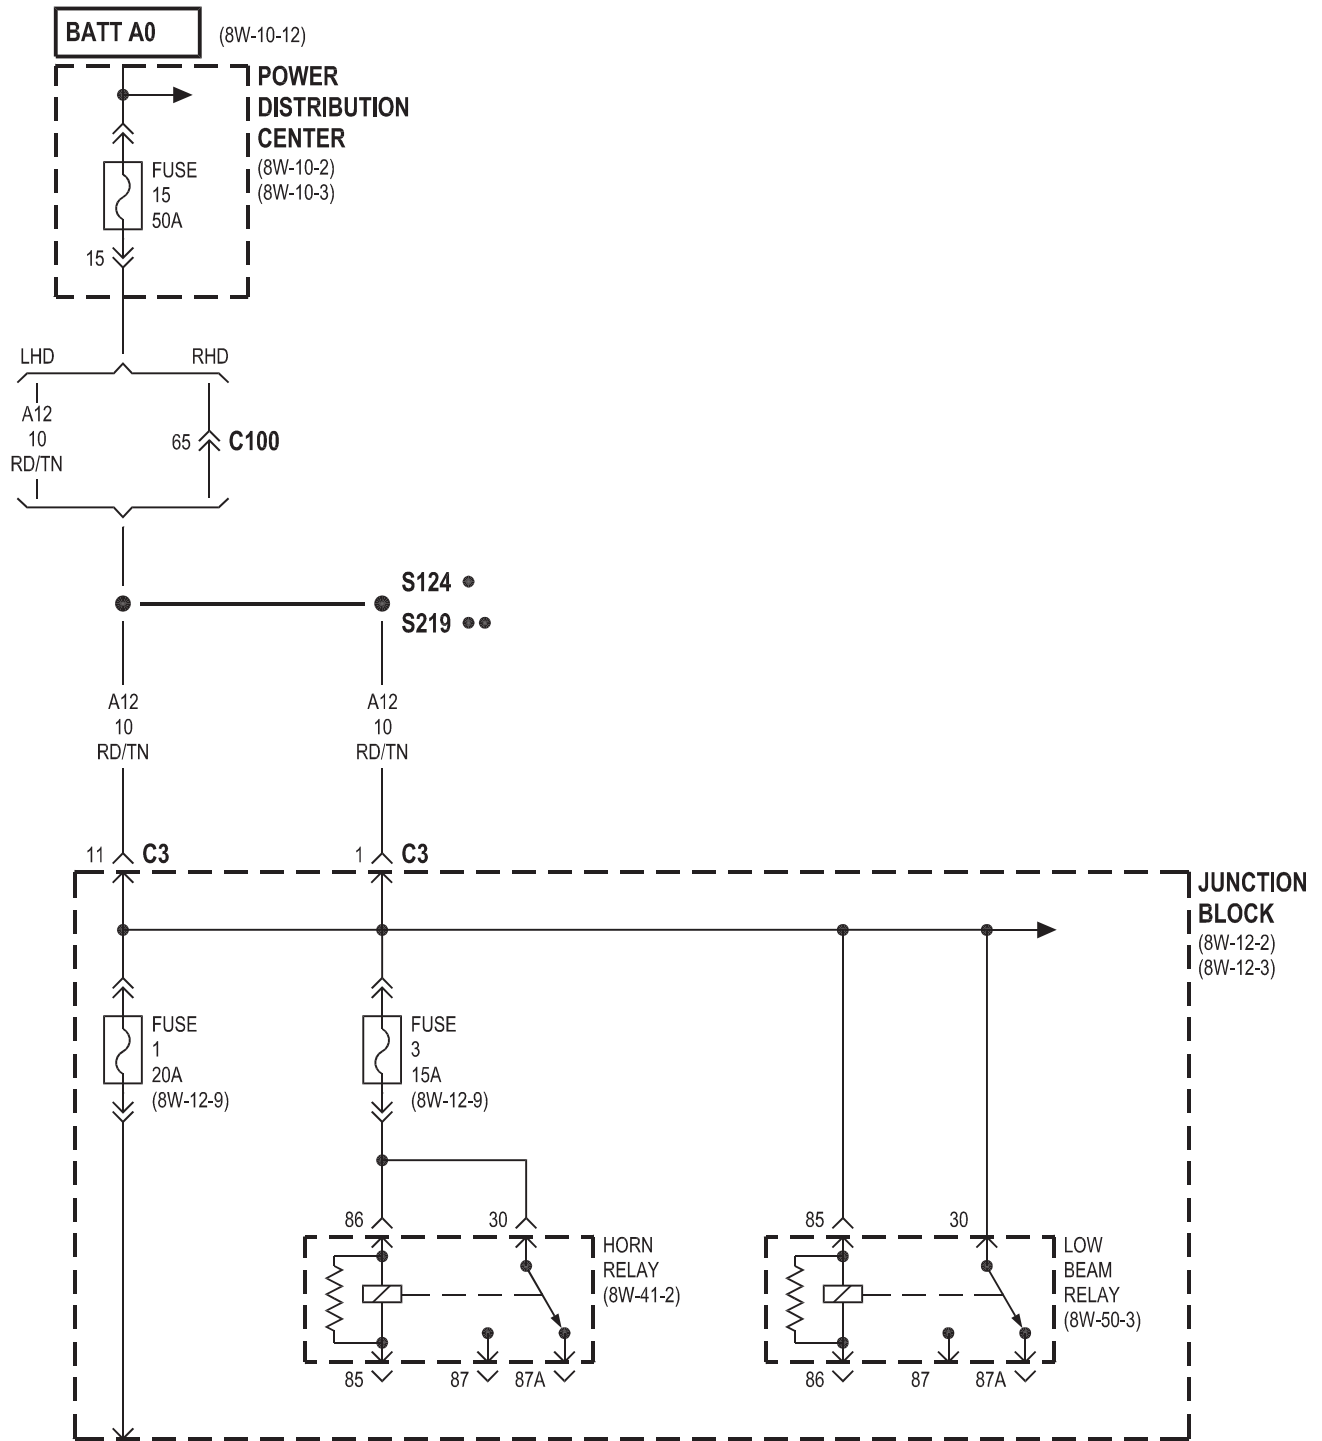 BATT A0
(8W-10-12)
POWER
DISTRIBUTION
CENTER
(8W-10-2)
(8W-10-3)
FUSE
15
50A
15
LHD
RHD
A12
10
RD/TN
65
C100
S124
S219
A12
10
RD/TN
A12
10
RD/TN
11
C3
1
C3
JUNCTION
BLOCK
(8W-12-2)
(8W-12-3)
FUSE
1
20A
(8W-12-9)
FUSE
3
15A
(8W-12-9)
86
30
HORN
RELAY
(8W-41-2)
85
87
87A
85
30
LOW
BEAM
RELAY
(8W-50-3)
86
87
87A